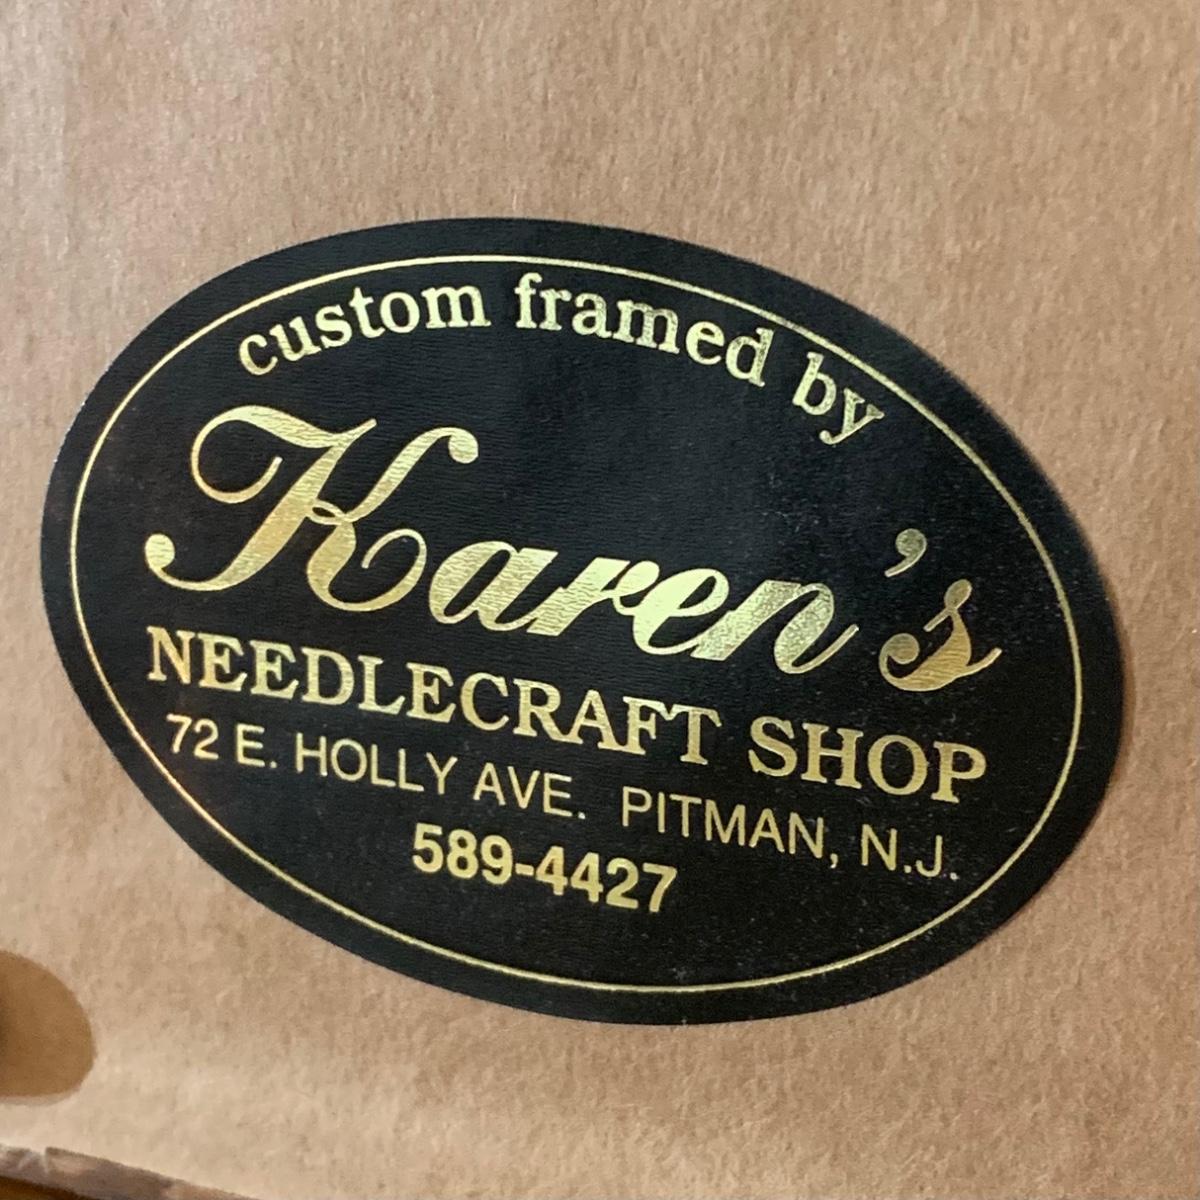 custom framed by
Karen's
NEEDLECRAFT SHOP
72 E. HOLLY AVE. PITMAN, N.J.
589-4427